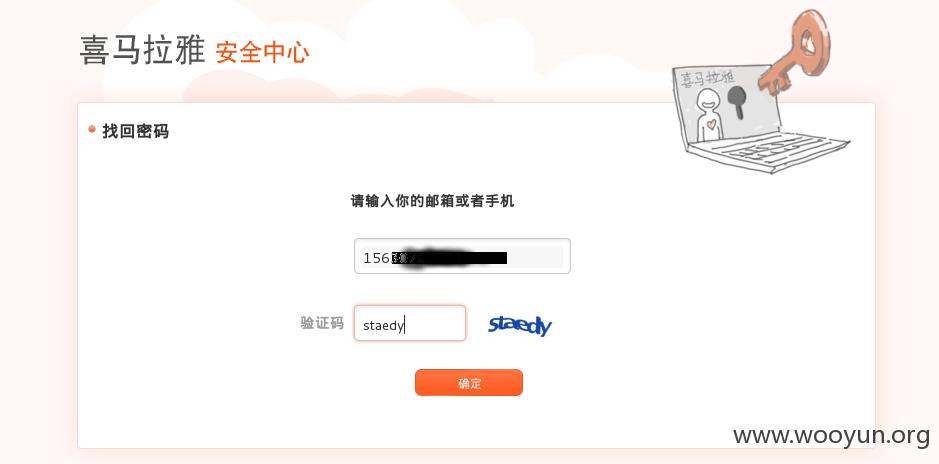 喜马拉雅 安全中心
喜马拉雅
找回密码
请输入你的邮箱或者手机
156
验证码 staedy staedy
确定
www.wooyun.org